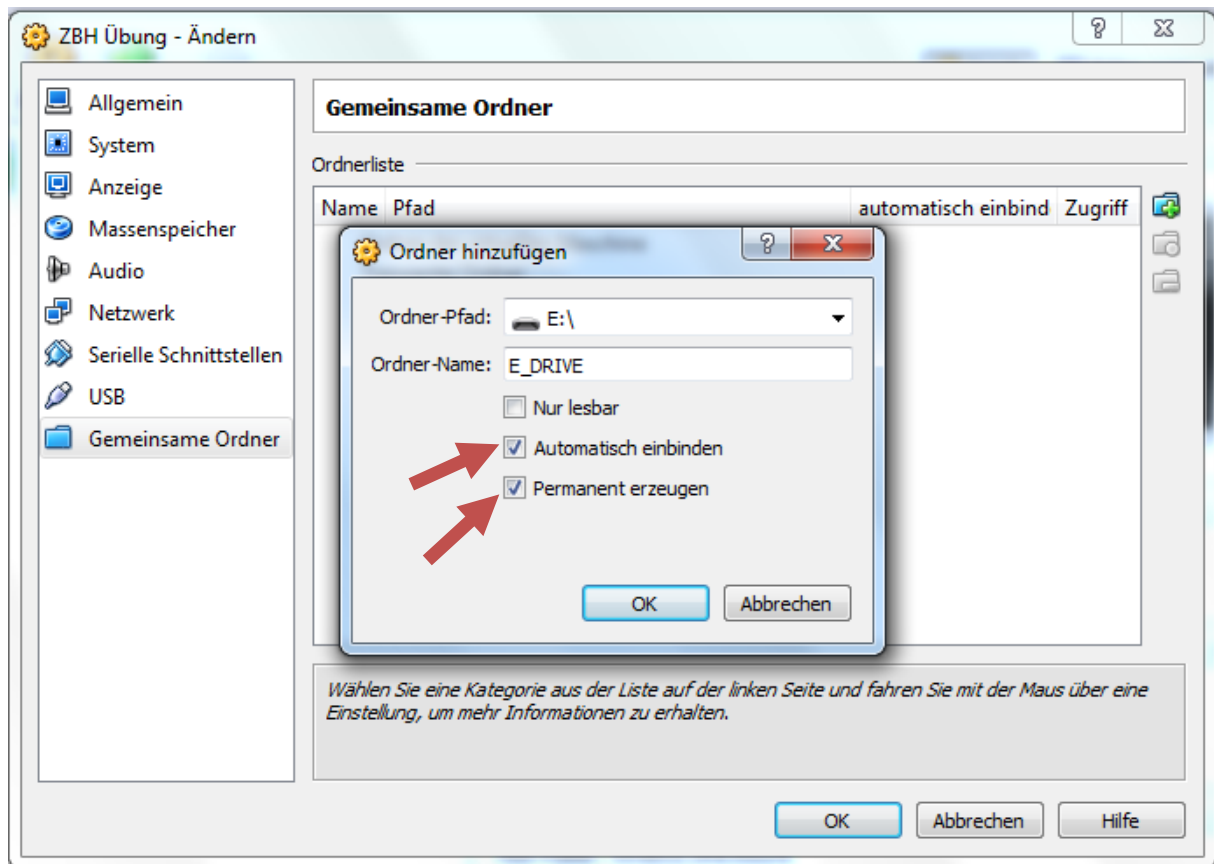 ZBH Übung - Ändern
Allgemein
System
Anzeige
Massenspeicher
Audio
Netzwerk
Serielle Schnittstellen
USB
Gemeinsame Ordner
Gemeinsame Ordner
Ordnerliste
Name Pfad automatisch einbind Zugriff
Ordner hinzufügen
Ordner-Pfad: E:\
Ordner-Name: E_DRIVE
Nur lesbar
Automatisch einbinden
Permanent erzeugen
OK Abbrechen
Wählen Sie eine Kategorie aus der Liste auf der linken Seite und fahren Sie mit der Maus über eine
Einstellung, um mehr Informationen zu erhalten.
OK Abbrechen Hilfe